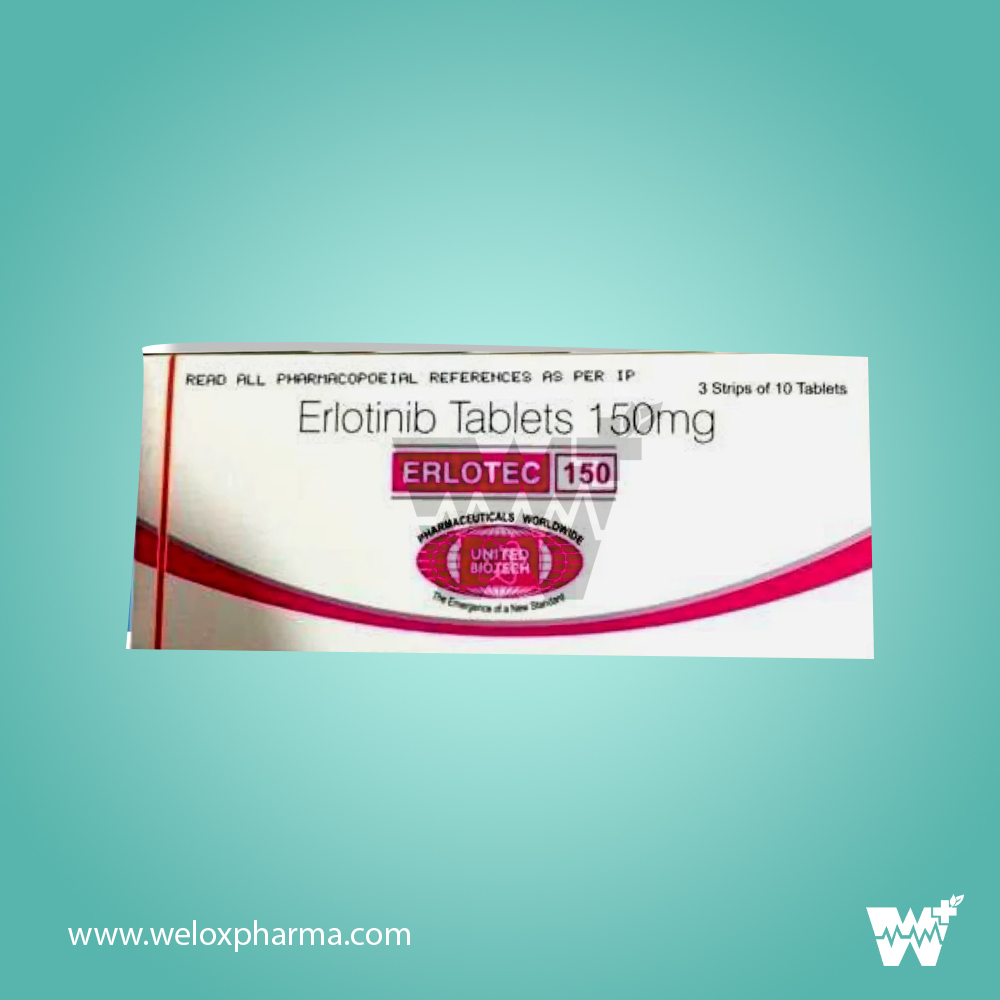 READ ALL PHARMACOPOEIAL REFERENCES AS PER IP
3 Strips of 10 Tablets
Erlotinib Tablets 150mg
ERLOTEC 150
PHARMACEUTICALS WORLDWIDE
UNITED
BIOTECH
The Emergence of a New Standard
www.weloxpharma.com
W